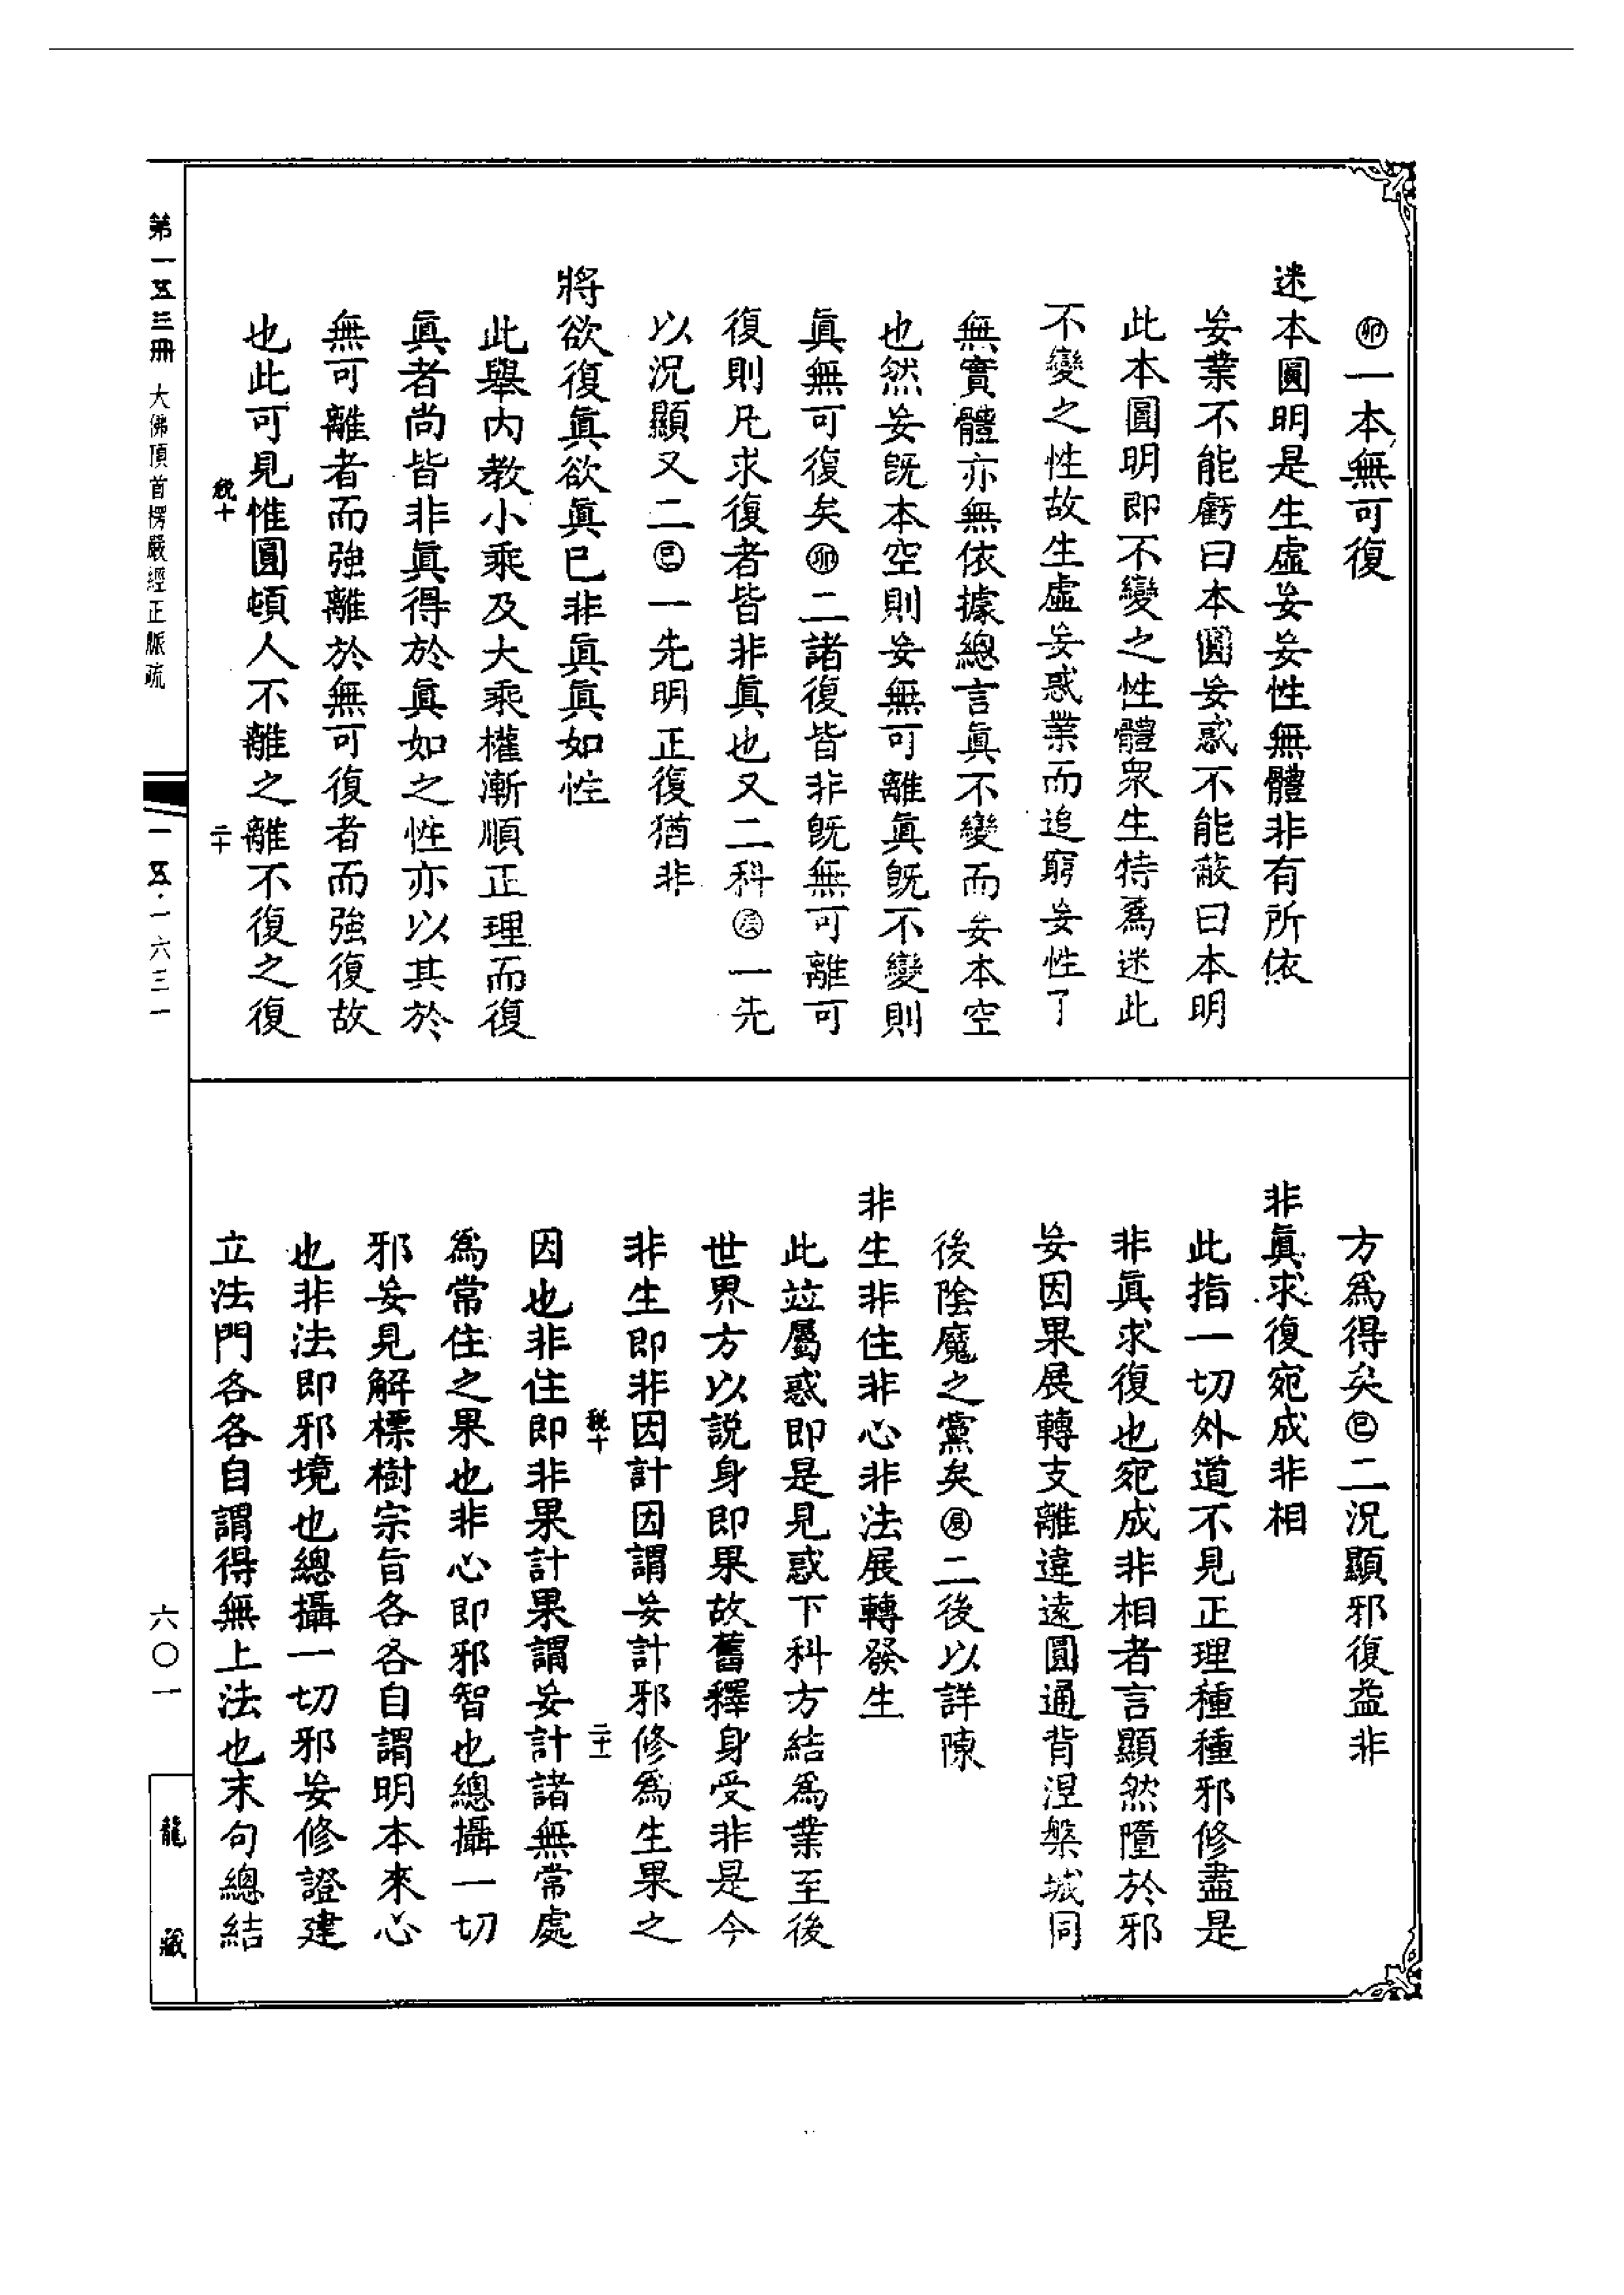 ㊞一本無可復
迷本圓明是生虛妄妄性無體非有所依
妄業不能虧曰本圓妄惑不能蔽曰本明
此本圓明即不變之性體衆生特爲迷此
不變之性故生虛妄惑業而追窮妄性了
無實體亦無依據總言眞不變而妄本空
也然妄既本空則妄無可離眞既不變則
眞無可復矣卯二諸復皆非既無可離可
復則凡求復者皆非眞也又二科辰一先
以況顯又二巳一先明正復猶非
將欲復眞欲眞已非眞眞如性
此舉内教小乘及大乘權漸順正理而復
眞者尚皆非眞得於眞如之性亦以其於
無可離者而強離於無可復者而強復故
也此可見惟圓頓人不離之離不復之復
税十 二十
方爲得矣巳二況顯邪復益非
非眞求復宛成非相
此指一切外道不見正理種種邪修盡是
非眞求復也宛成非相者言顯然墮於邪
妄因果展轉支離違遠圓通背涅槃城同
後陰魔之黨矣辰二後以詳陳
非生非住非心非法展轉發生
此竝屬惑即是見惑下科方結爲業至後
世界方以説身即果故舊釋身受非是今
非生即非因計因謂妄計邪修爲生果之
税十 二十一
因也非住即非果計果謂妄計諸無常處
爲常住之果也非心即邪智也總攝一切
邪妄見解標樹宗旨各各自謂明本來心
也非法即邪境也總攝一切邪妄修證建
立法門各各自謂得無上法也末句總結
第一五三冊 大佛頂首楞嚴經正脈疏
一五·一六三一
六〇一
龍藏